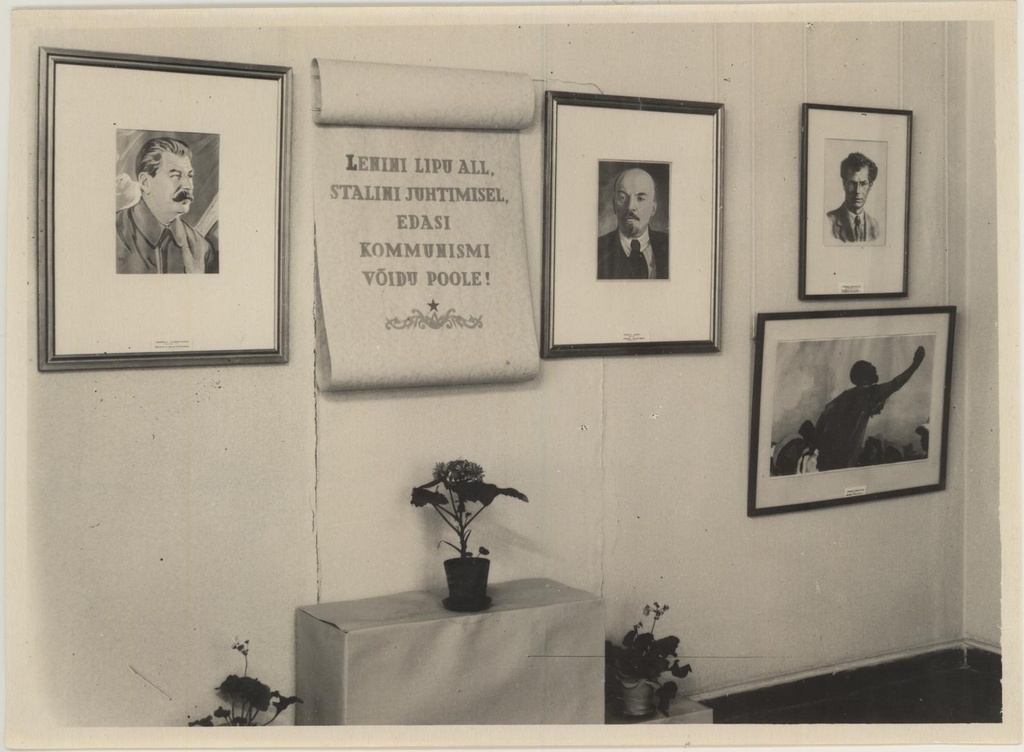 LENINI LIPU ALL,
STALINI JUHTIMISEL,
EDASI
KOMMUNISMI
VÕIDU POOLE!